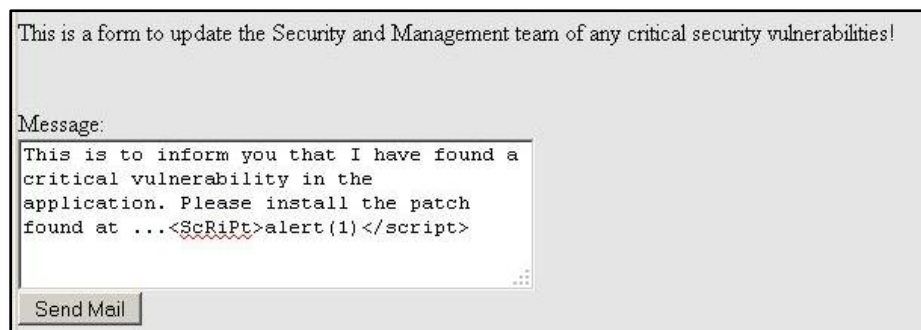 This is a form to update the Security and Management team of any critical security vulnerabilities!
Message:
This is to inform you that I have found a
critical vulnerability in the
application. Please install the patch
found at ...<ScRiPt>alert(1)</script>
Send Mail